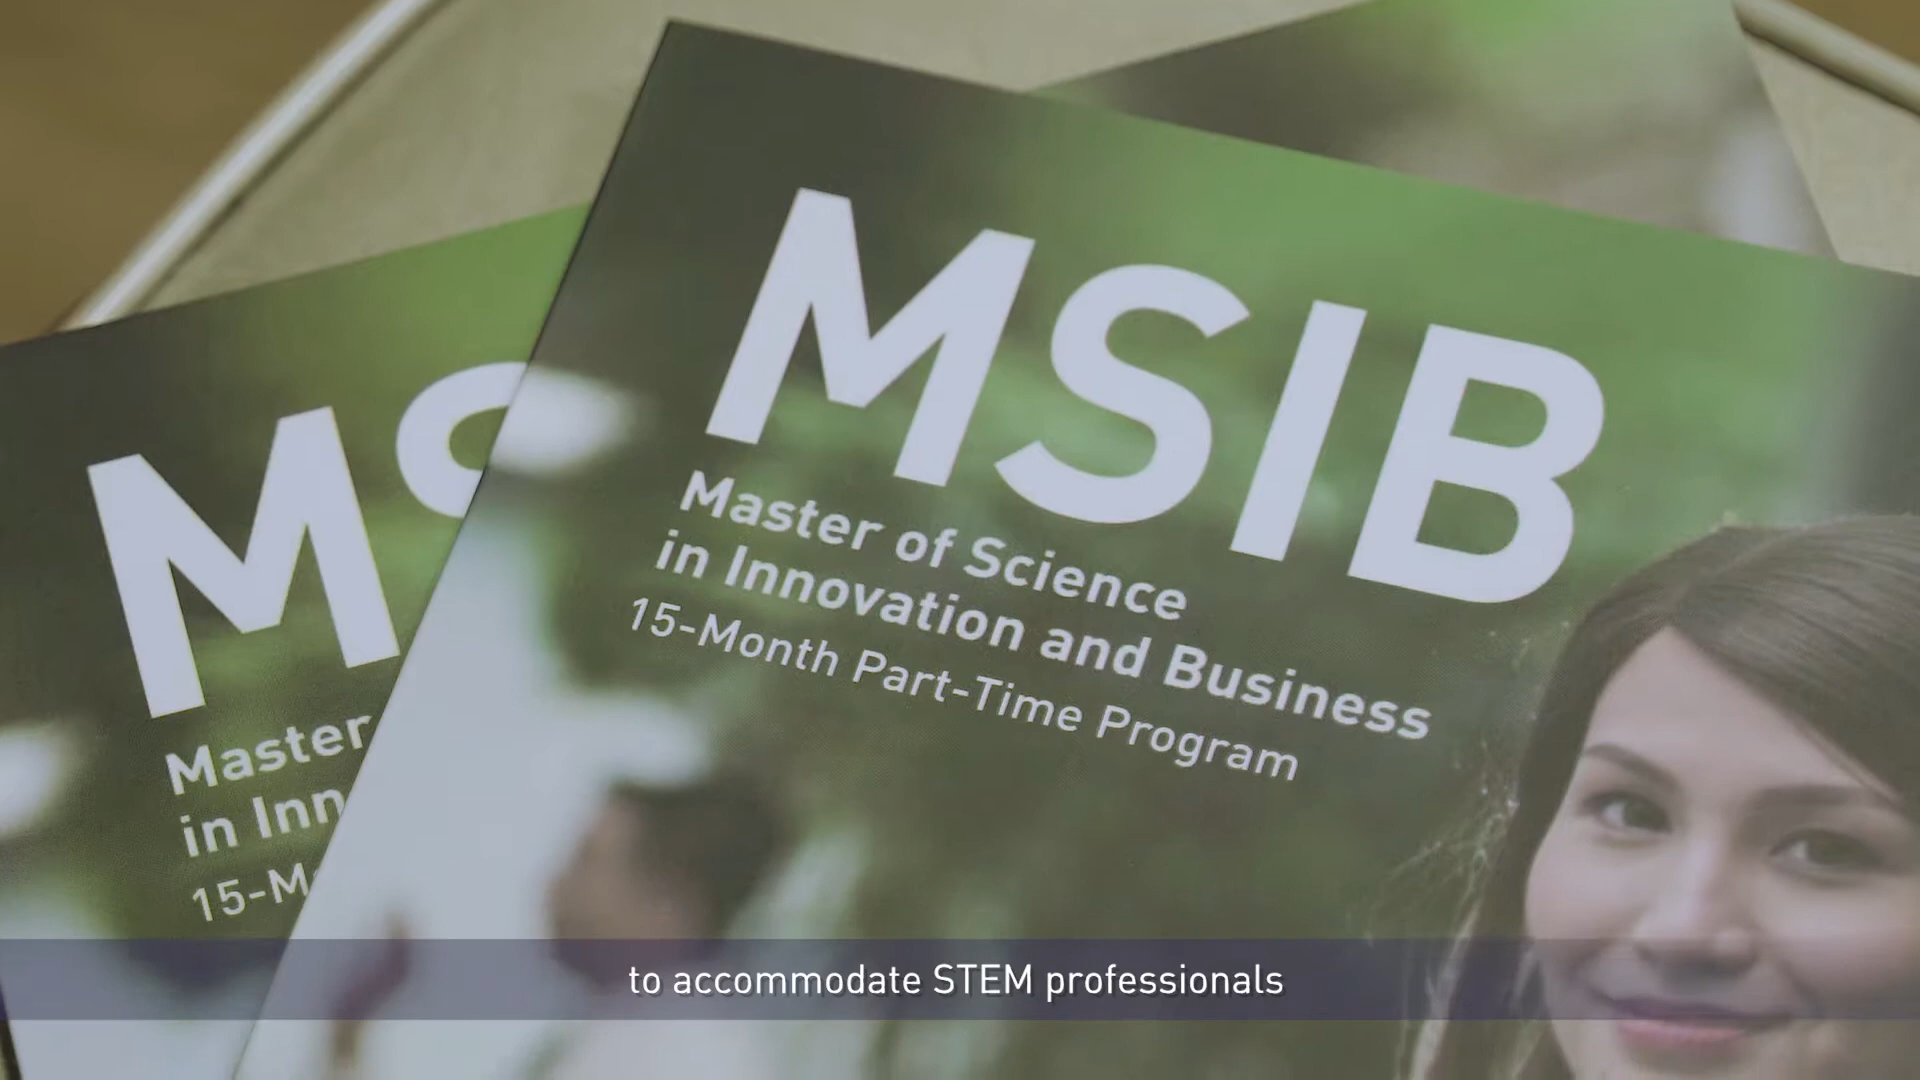 MSIB
Master of Science
in Innovation and Business
15-Month Part-Time Program
M
Master
in Inn
15-M
to accommodate STEM professionals